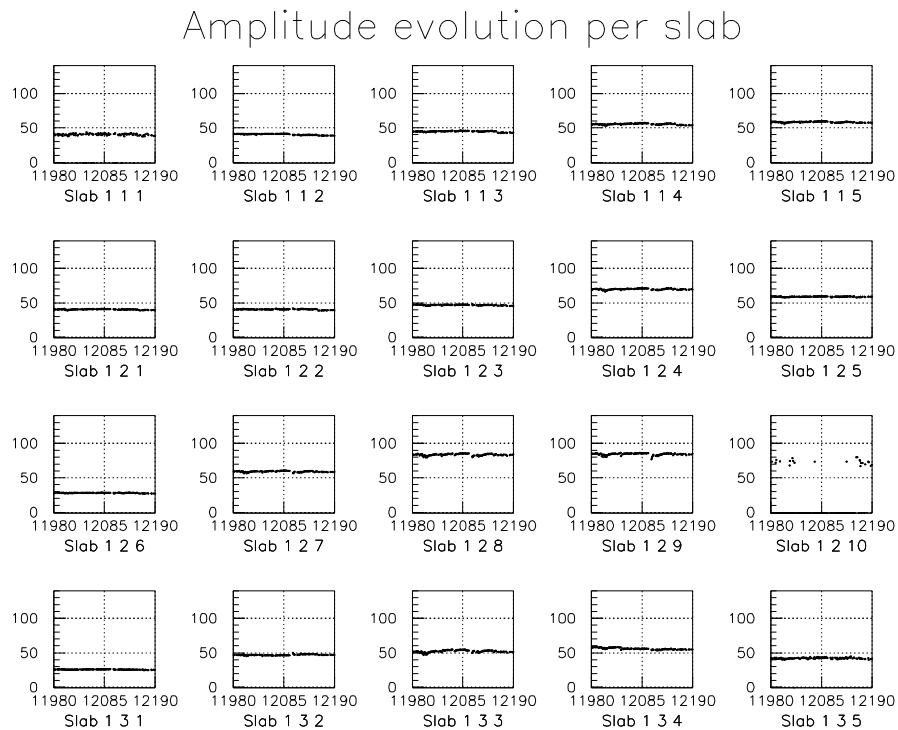 Amplitude evolution per slab
100 100 100 100 100
50 50 50 50 50
0 0 0 0 0
11980 12085 12190 11980 12085 12190 11980 12085 12190 11980 12085 12190 11980 12085 12190
Slab 1 1 1 Slab 1 1 2 Slab 1 1 3 Slab 1 1 4 Slab 1 1 5
100 100 100 100 100
50 50 50 50 50
0 0 0 0 0
11980 12085 12190 11980 12085 12190 11980 12085 12190 11980 12085 12190 11980 12085 12190
Slab 1 2 1 Slab 1 2 2 Slab 1 2 3 Slab 1 2 4 Slab 1 2 5
100 100 100 100 100
50 50 50 50 50
0 0 0 0 0
11980 12085 12190 11980 12085 12190 11980 12085 12190 11980 12085 12190 11980 12085 12190
Slab 1 2 6 Slab 1 2 7 Slab 1 2 8 Slab 1 2 9 Slab 1 2 10
100 100 100 100 100
50 50 50 50 50
0 0 0 0 0
11980 12085 12190 11980 12085 12190 11980 12085 12190 11980 12085 12190 11980 12085 12190
Slab 1 3 1 Slab 1 3 2 Slab 1 3 3 Slab 1 3 4 Slab 1 3 5